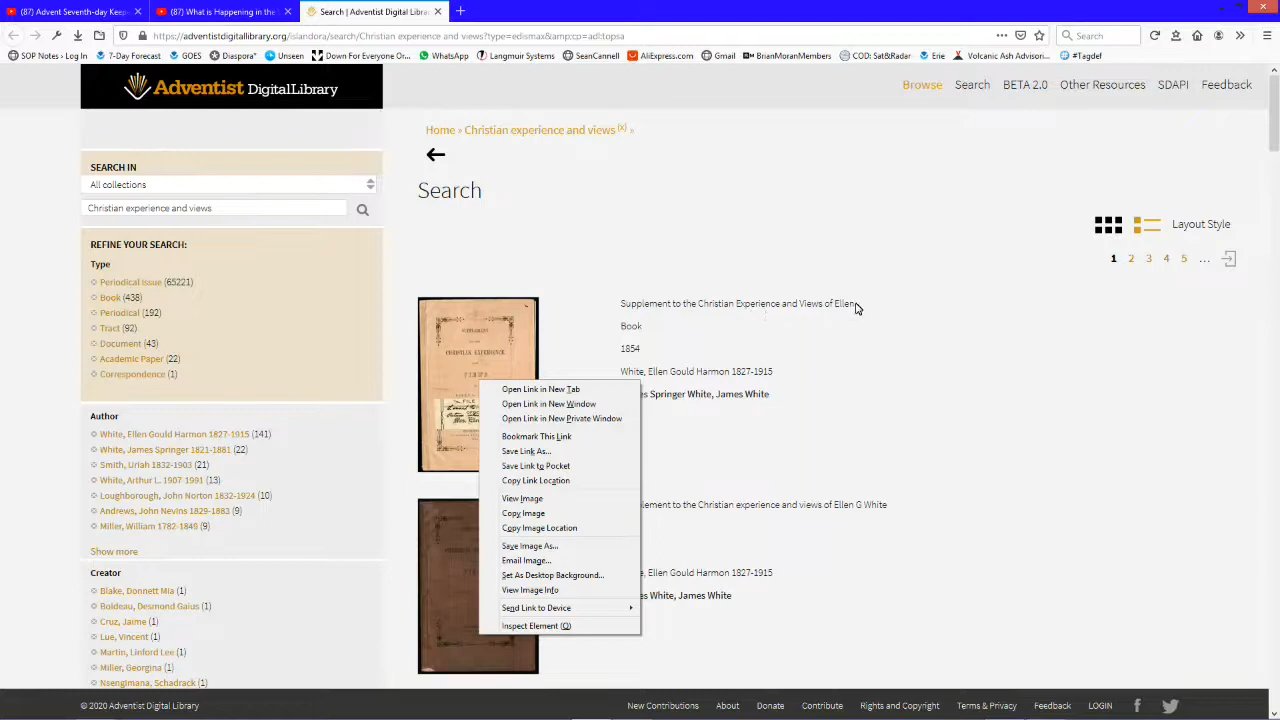 (87) Advent Seventh-day Keep
(87) What is Happening in the
Search | Adventist Digital Libra
https://adventistdigitallibrary.org/islandora/search/Christian experience and views?type=edismax&amp;cp=adl:topsa
Search
SOP Notes › Log In
7-Day Forecast
GOES
Diaspora*
Unseen
Down For Everyone Or...
WhatsApp
Langmuir Systems
SeanCannell
AliExpress.com
Gmail
BrianMoranMembers
COD: Sat&Radar
Erie
Volcanic Ash Advisori...
#Tagdef
Adventist DigitalLibrary
Browse
Search
BETA 2.0
Other Resources
SDAPI
Feedback
Home » Christian experience and views (x) »
SEARCH IN
All collections
Christian experience and views
Search
REFINE YOUR SEARCH:
Layout Style
Type
1 2 3 4 5 ...
Periodical Issue (65221)
Book (438)
Periodical (192)
Tract (92)
Document (43)
Academic Paper (22)
Correspondence (1)
Author
White, Ellen Gould Harmon 1827-1915 (141)
White, James Springer 1821-1881 (22)
Smith, Uriah 1832-1903 (21)
White, Arthur L. 1907-1991 (13)
Loughborough, John Norton 1832-1924 (10)
Andrews, John Nevins 1829-1883 (9)
Miller, William 1782-1849 (9)
Show more
Creator
Blake, Donnett Mia (1)
Boideau, Desmond Gaius (1)
Cruz, Jaime (1)
Lue, Vincent (1)
Martin, Linford Lee (1)
Miller, Georgina (1)
Nsengimana, Schadrack (1)
SUPPLEMENT
CHRISTIAN EXPERIENCE
VIEWS
Supplement to the Christian Experience and Views of Ellen
Book
1854
White, Ellen Gould Harmon 1827-1915
s Springer White, James White
Open Link in New Tab
Open Link in New Window
Open Link in New Private Window
Bookmark This Link
Save Link As...
Save Link to Pocket
Copy Link Location
View Image
Copy Image
Copy Image Location
Save Image As...
Email Image...
Set As Desktop Background...
View Image Info
Send Link to Device
Inspect Element (Q)
lement to the Christian experience and views of Ellen G White
e, Ellen Gould Harmon 1827-1915
s White, James White
© 2020 Adventist Digital Library
New Contributions
About
Donate
Contribute
Rights and Copyright
Terms & Privacy
Feedback
LOGIN